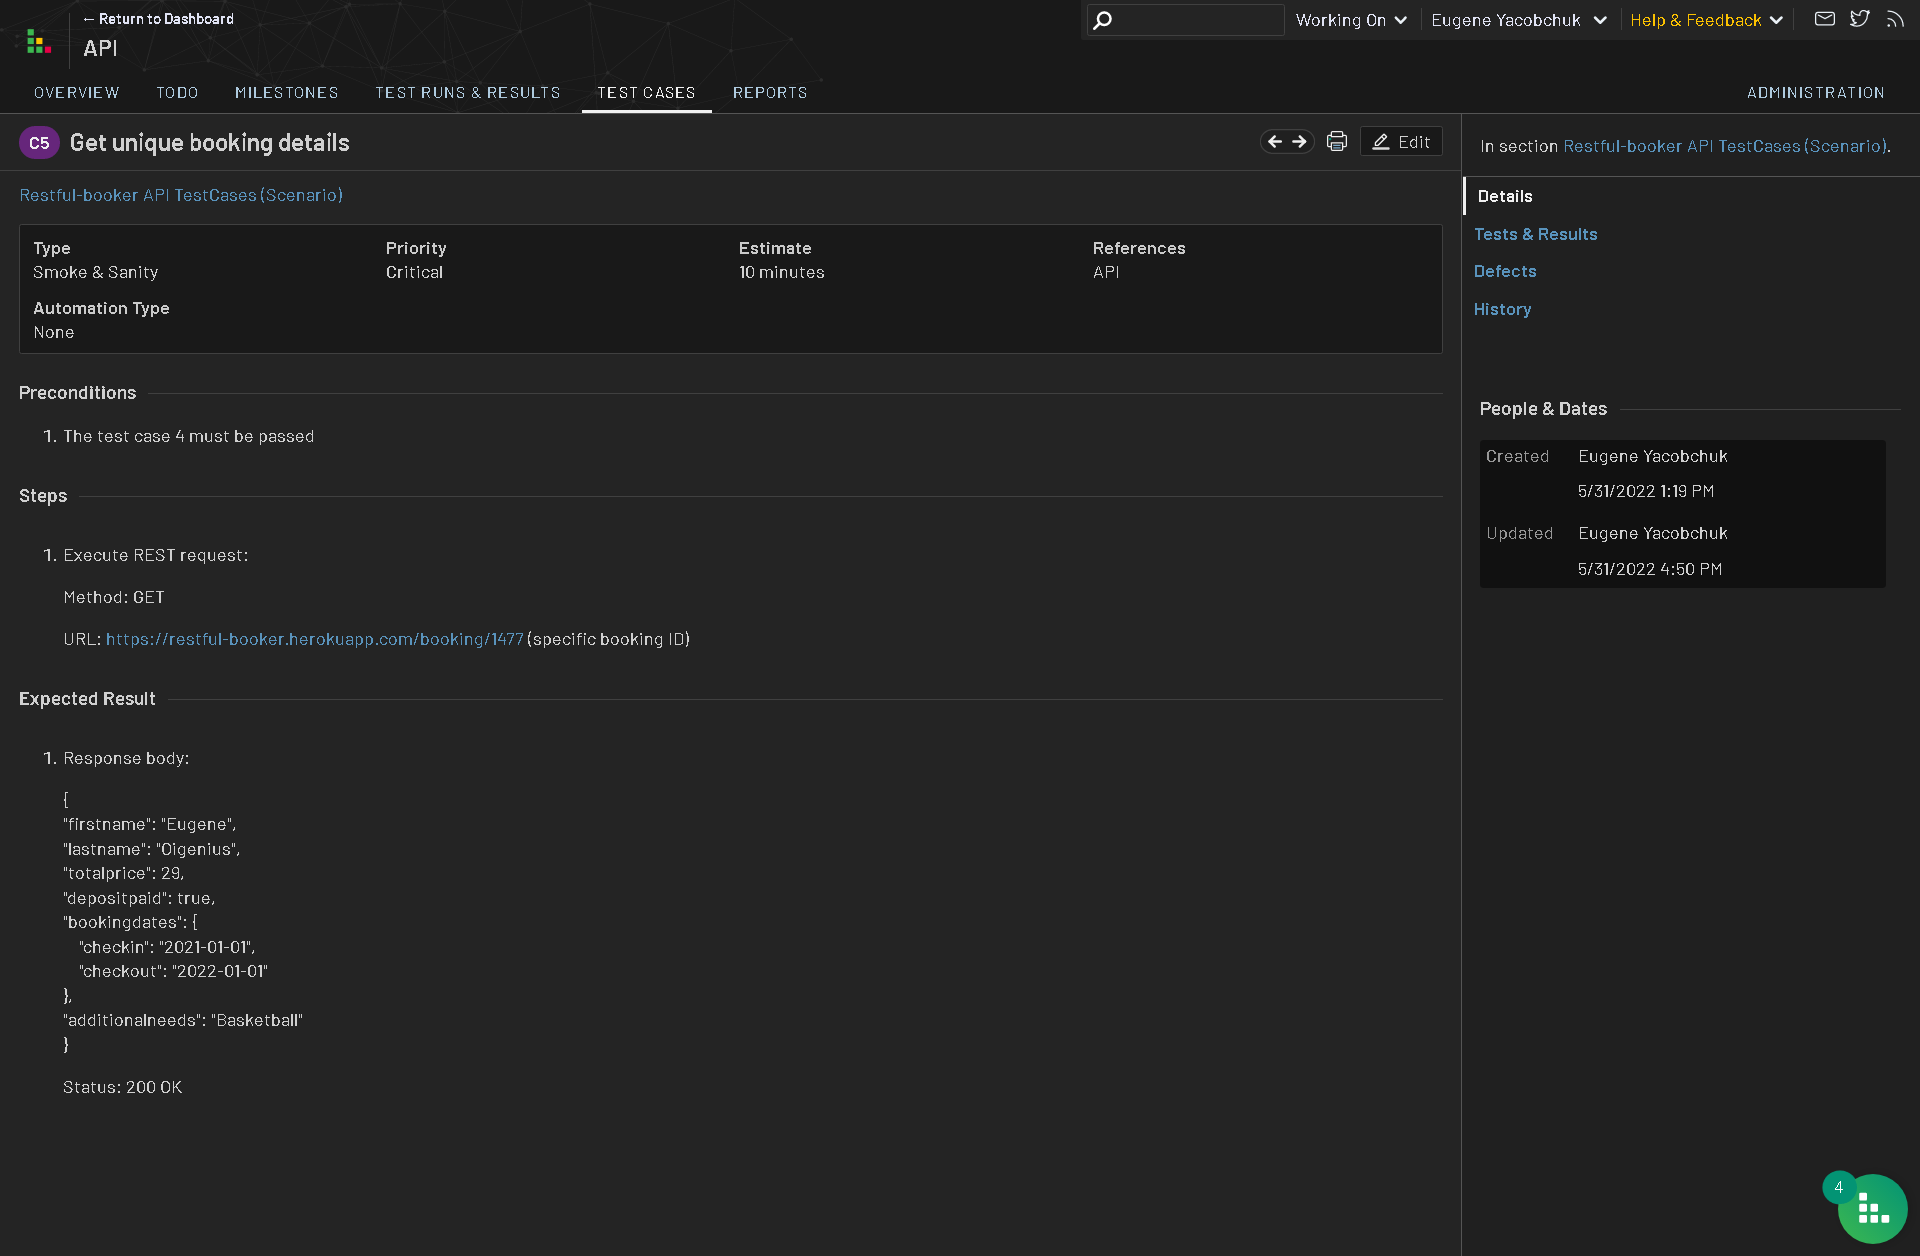 ← Return to Dashboard
API
Working On
Eugene Yacobchuk
Help & Feedback
OVERVIEW
TODO
MILESTONES
TEST RUNS & RESULTS
TEST CASES
REPORTS
ADMINISTRATION
C5
Get unique booking details
Edit
Restful-booker API TestCases (Scenario)
Type
Priority
Estimate
References
Smoke & Sanity
Critical
10 minutes
API
Automation Type
None
Preconditions
1. The test case 4 must be passed
Steps
1. Execute REST request:
Method: GET
URL: https://restful-booker.herokuapp.com/booking/1477 (specific booking ID)
Expected Result
1. Response body:
{
"firstname": "Eugene",
"lastname": "Oigenius",
"totalprice": 29,
"depositpaid": true,
"bookingdates": {
"checkin": "2021-01-01",
"checkout": "2022-01-01"
},
"additionalneeds": "Basketball"
}
Status: 200 OK
In section Restful-booker API TestCases (Scenario).
Details
Tests & Results
Defects
History
People & Dates
Created
Eugene Yacobchuk
5/31/2022 1:19 PM
Updated
Eugene Yacobchuk
5/31/2022 4:50 PM
4